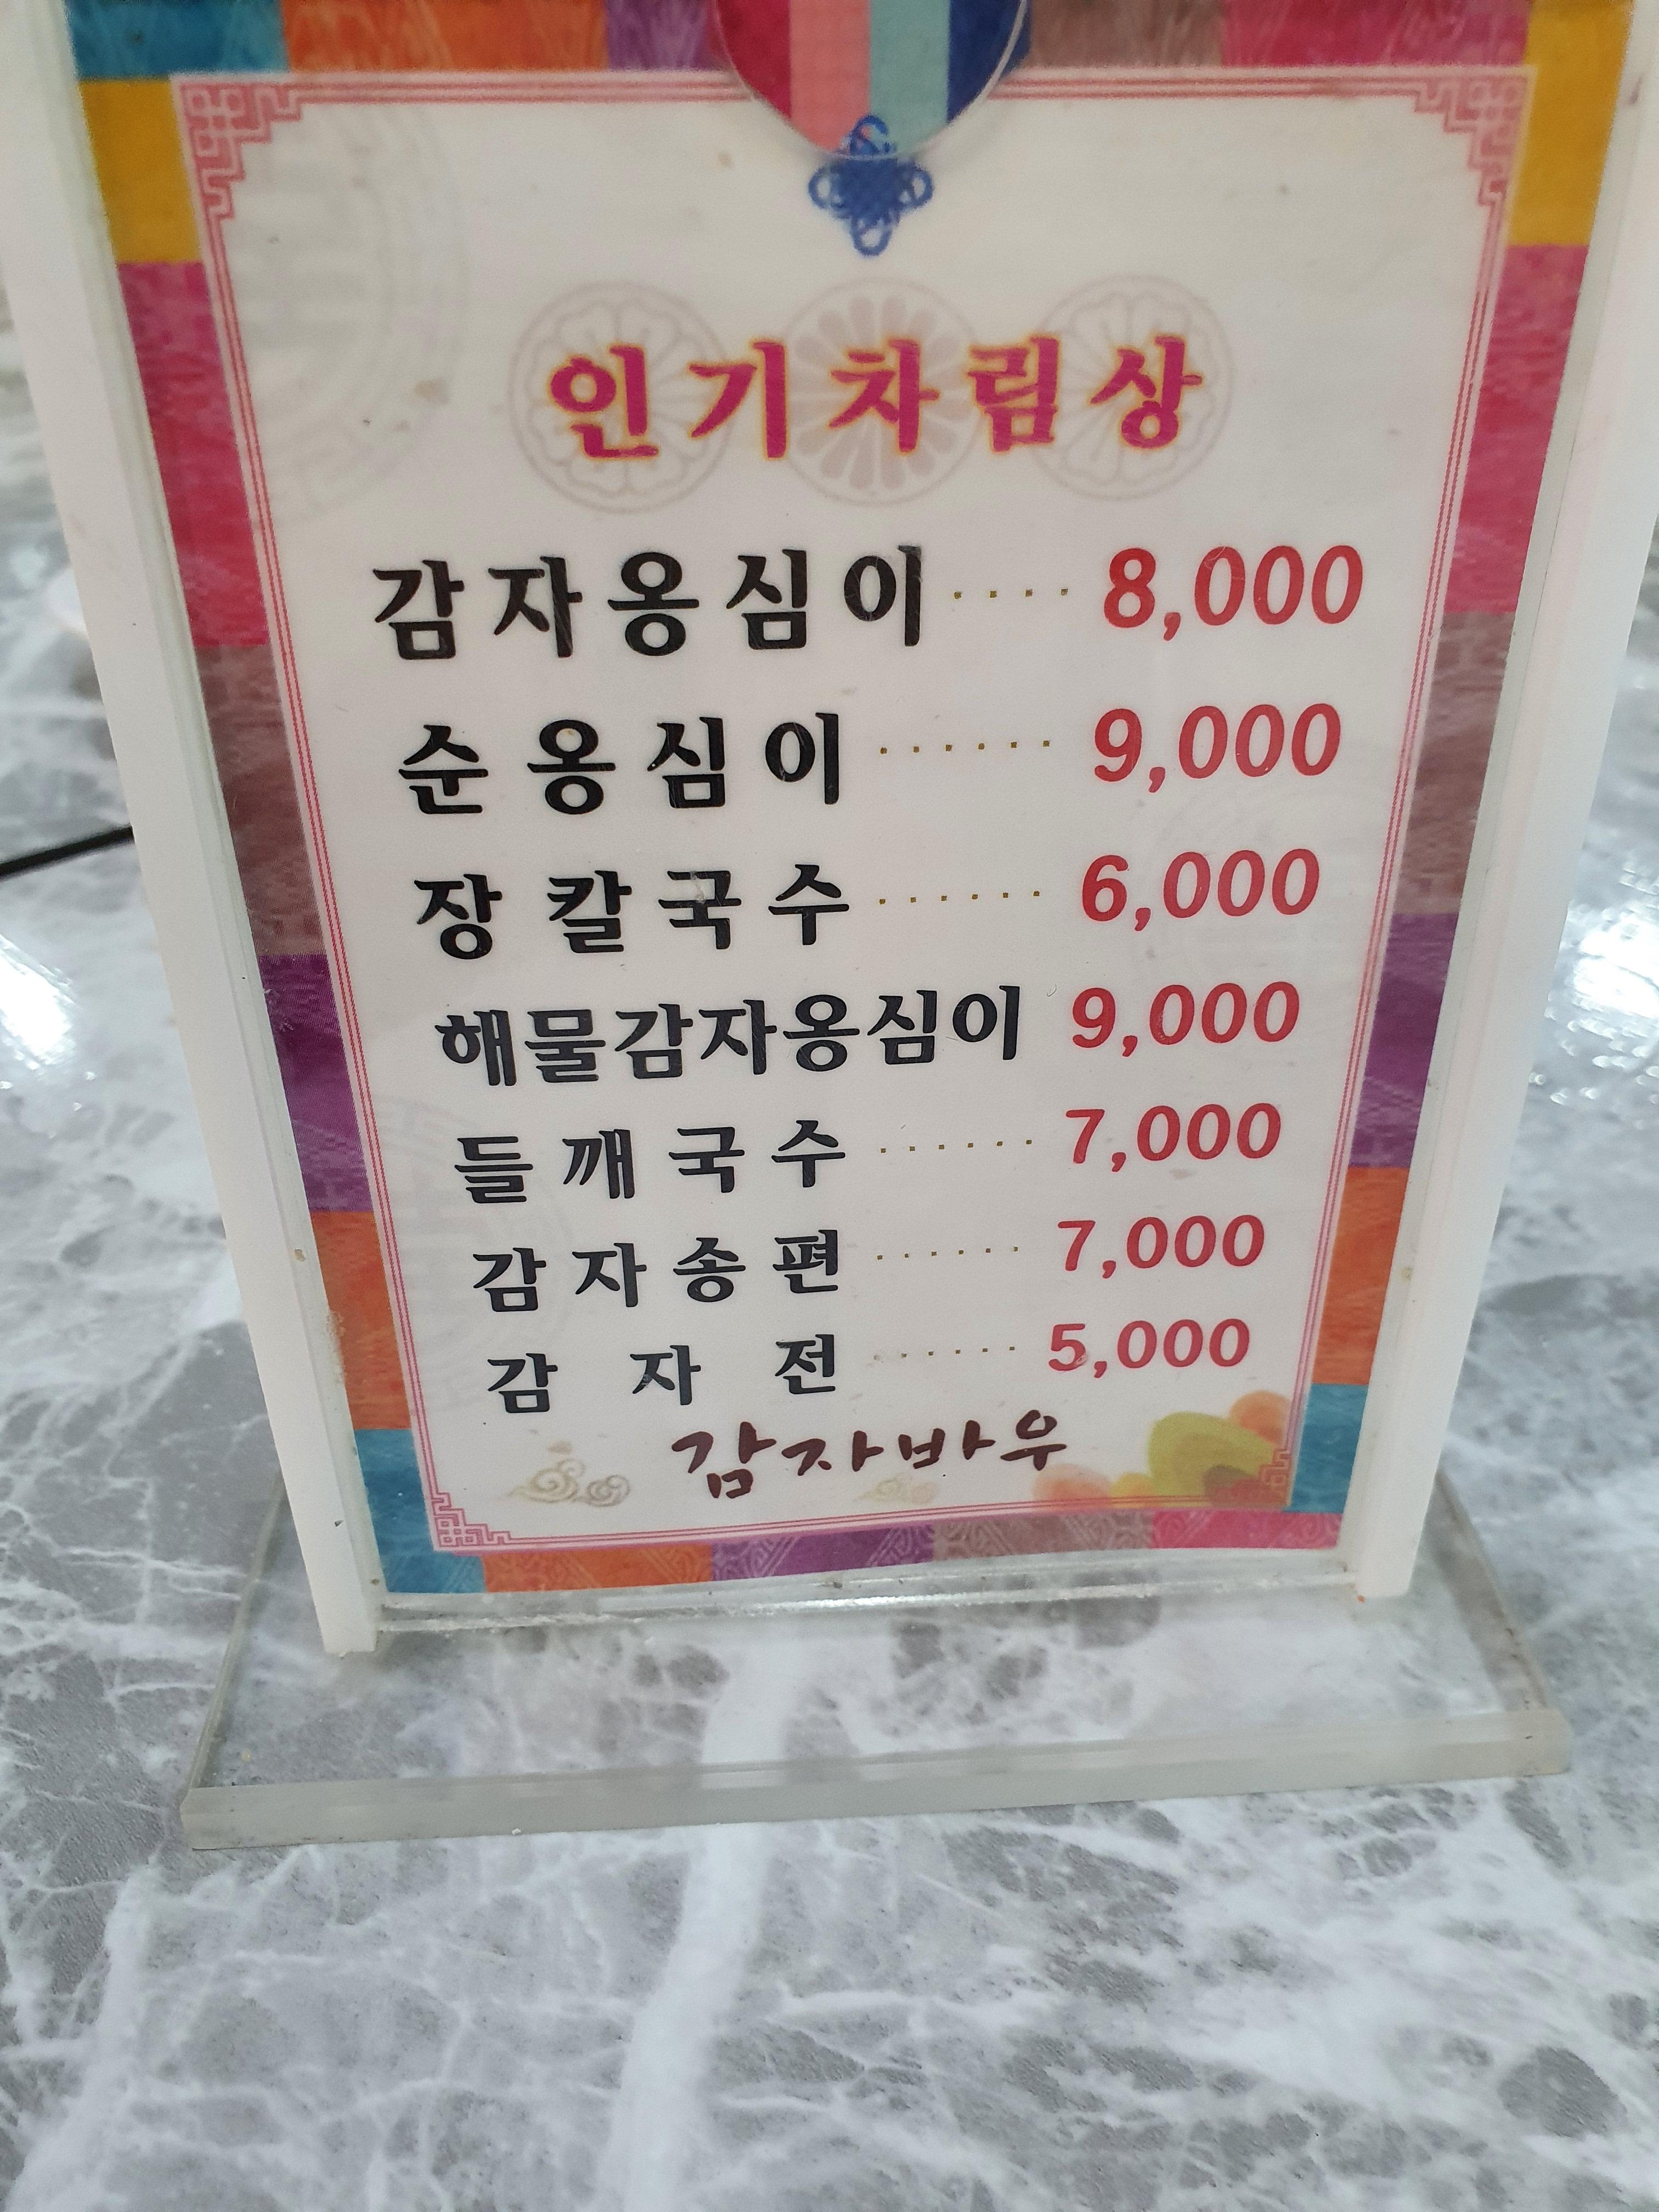 인기차림상
감자옹심이 ···· 8,000
순옹심이 ······ 9,000
장칼국수 ······ 6,000
해물감자옹심이 9,000
들깨국수 ······ 7,000
감자송편 ······ 7,000
감자전 ······ 5,000
감자바우